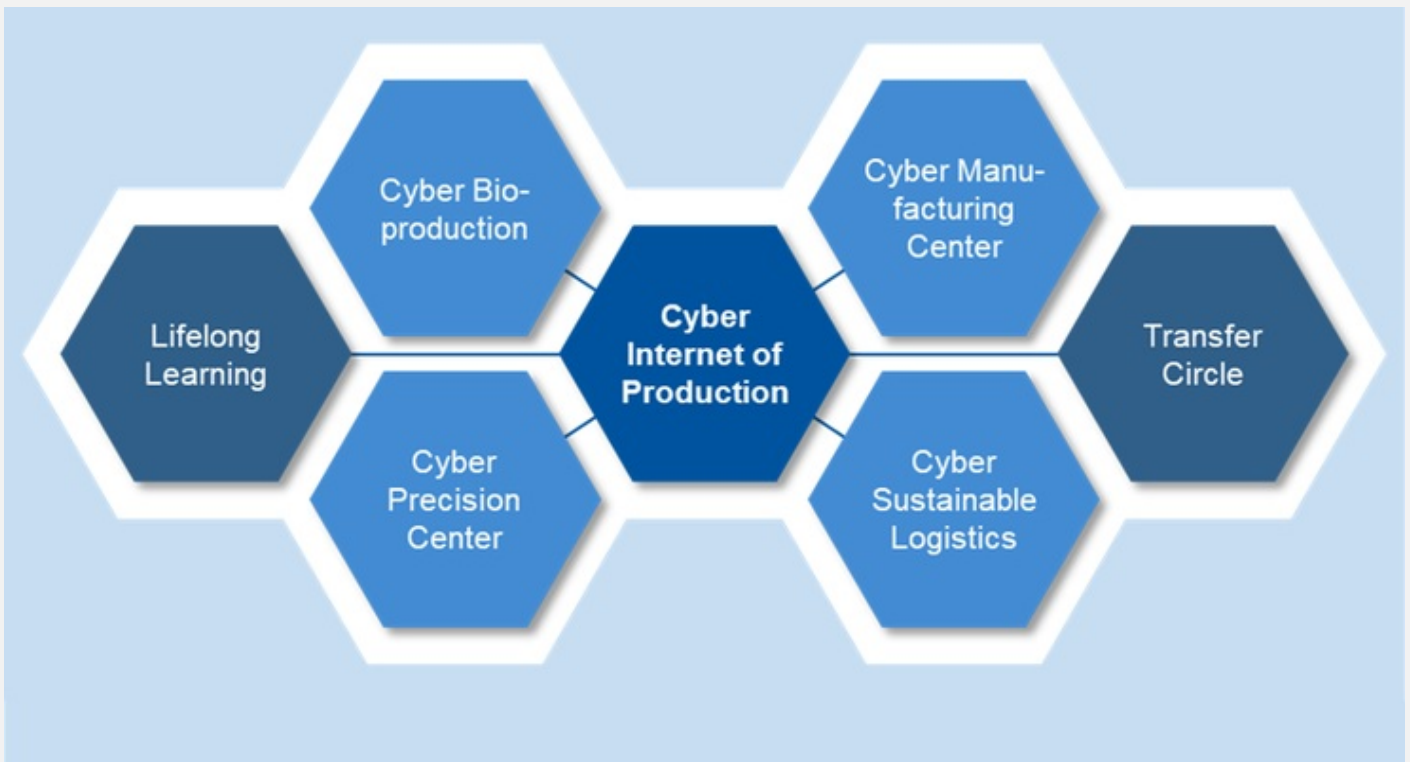 Cyber Bio-
production
Cyber Manu-
facturing
Center
Lifelong
Learning
Cyber
Internet of
Production
Transfer
Circle
Cyber
Precision
Center
Cyber
Sustainable
Logistics